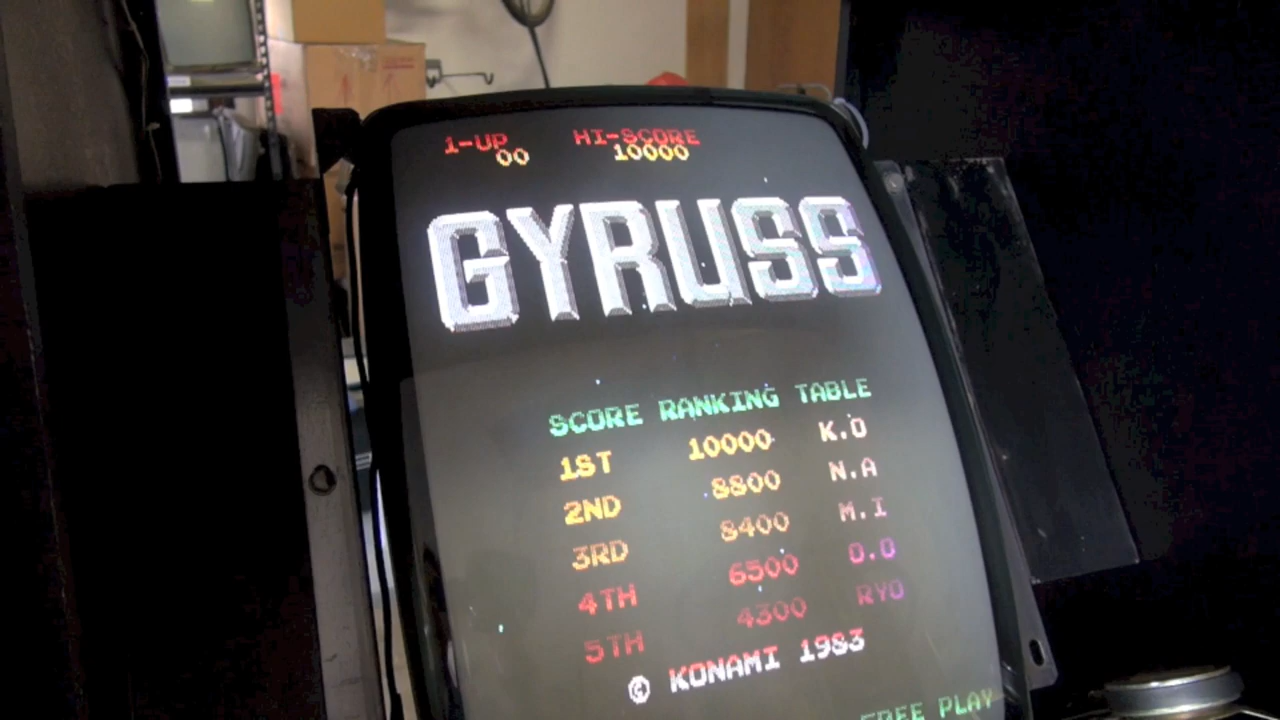 1-UP HI-SCORE
00 10000
GYRUSS
SCORE RANKING TABLE
1ST 10000 K.O
2ND 8800 N.A
3RD 8400 M.I
4TH 6500 O.O
5TH 4300 RYO
© KONAMI 1983
FREE PLAY